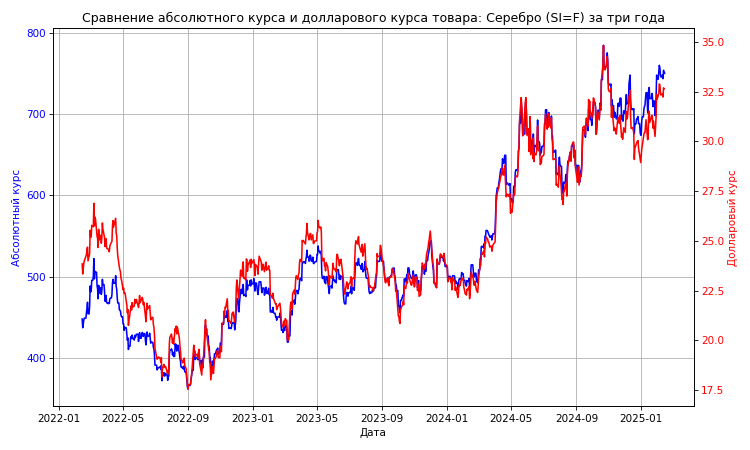 Сравнение абсолютного курса и долларового курса товара: Серебро (SI=F) за три года
Абсолютный курс
800
700
600
500
400
35.0
32.5
30.0
27.5
25.0
22.5
20.0
17.5
Долларовый курс
2022-01 2022-05 2022-09 2023-01 2023-05 2023-09 2024-01 2024-05 2024-09 2025-01
Дата